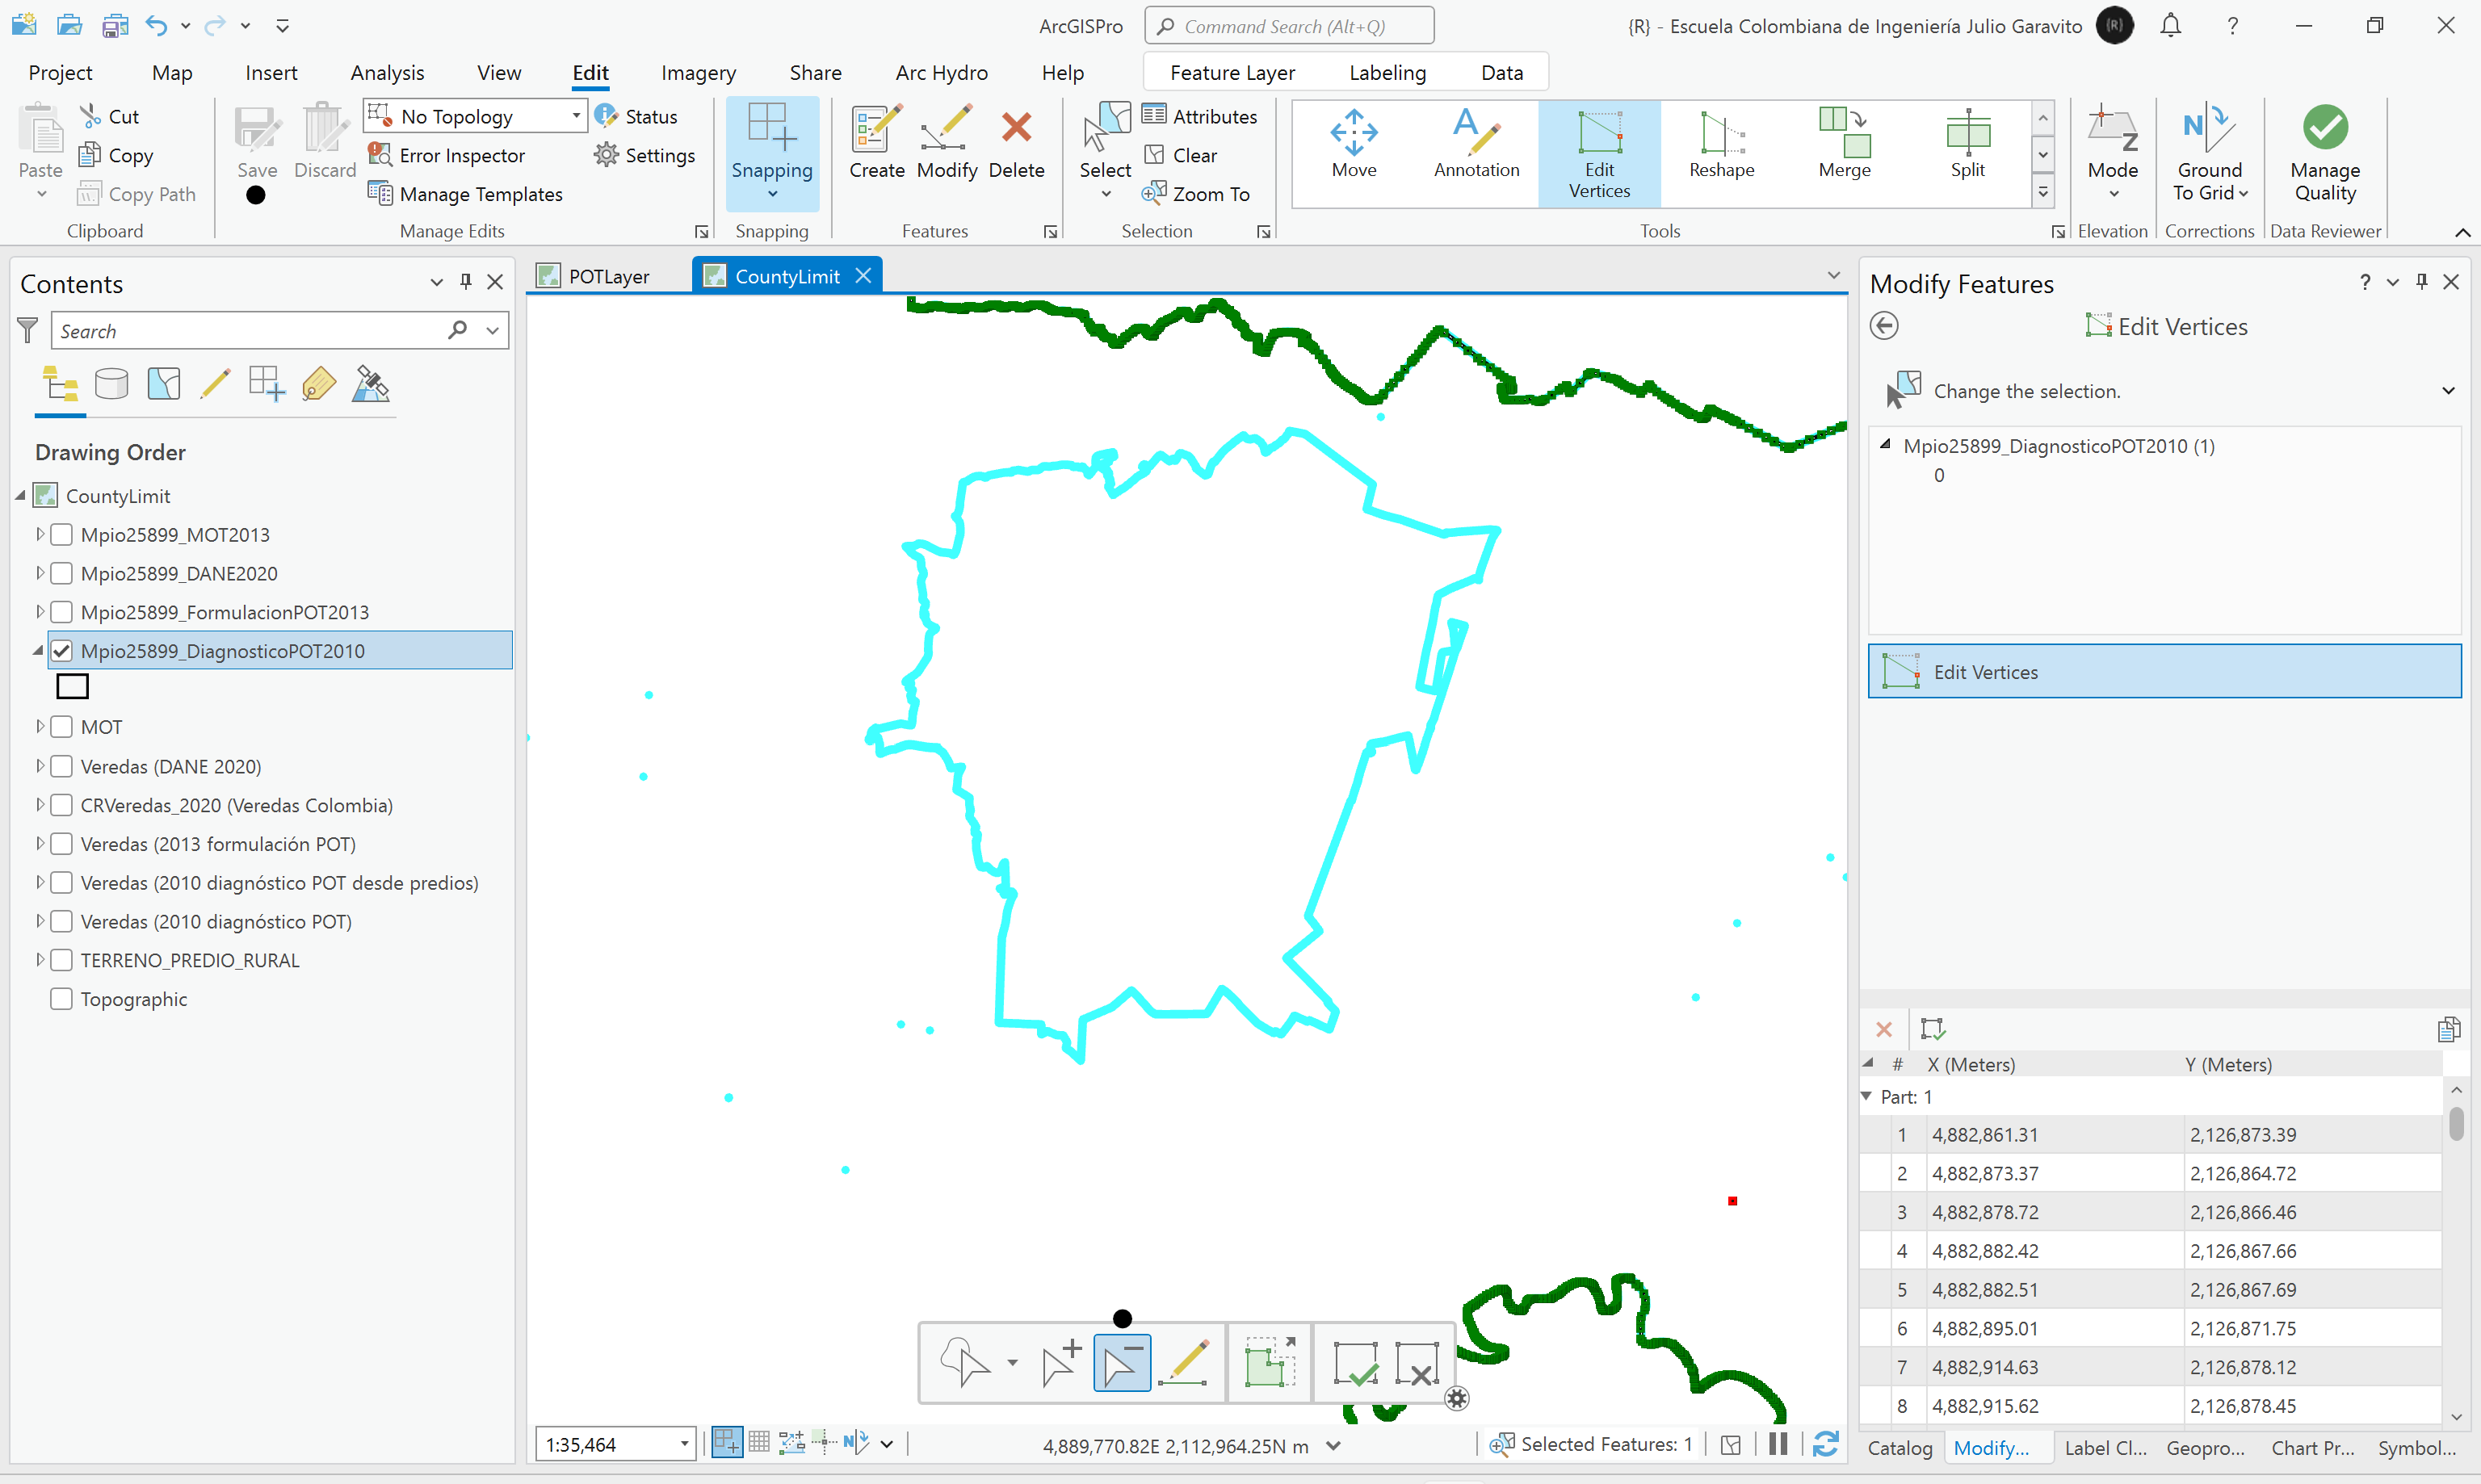 ArcGISPro
Command Search (Alt+Q)
{R} - Escuela Colombiana de Ingeniería Julio Garavito
{R}
?
Project
Map
Insert
Analysis
View
Edit
Imagery
Share
Arc Hydro
Help
Feature Layer
Labeling
Data
Paste
Cut
Copy
Copy Path
Clipboard
Save
Discard
No Topology
Error Inspector
Manage Templates
Status
Settings
Manage Edits
Snapping
Snapping
Create
Modify
Delete
Features
Select
Attributes
Clear
Zoom To
Selection
Move
Annotation
Edit
Vertices
Reshape
Merge
Split
Tools
Mode
Elevation
Ground
To Grid
Corrections
Manage
Quality
Data Reviewer
Contents
Search
Drawing Order
CountyLimit
Mpio25899_MOT2013
Mpio25899_DANE2020
Mpio25899_FormulacionPOT2013
Mpio25899_DiagnosticoPOT2010
MOT
Veredas (DANE 2020)
CRVeredas_2020 (Veredas Colombia)
Veredas (2013 formulación POT)
Veredas (2010 diagnóstico POT desde predios)
Veredas (2010 diagnóstico POT)
TERRENO_PREDIO_RURAL
Topographic
POTLayer
CountyLimit
1:35,464
4,889,770.82E 2,112,964.25N m
Selected Features: 1
Modify Features
?
Edit Vertices
Change the selection.
Mpio25899_DiagnosticoPOT2010 (1)
0
Edit Vertices
# X (Meters) Y (Meters)
Part: 1
1 4,882,861.31 2,126,873.39
2 4,882,873.37 2,126,864.72
3 4,882,878.72 2,126,866.46
4 4,882,882.42 2,126,867.66
5 4,882,882.51 2,126,867.69
6 4,882,895.01 2,126,871.75
7 4,882,914.63 2,126,878.12
8 4,882,915.62 2,126,878.45
Catalog
Modify...
Label Cl...
Geopro...
Chart Pr...
Symbol...